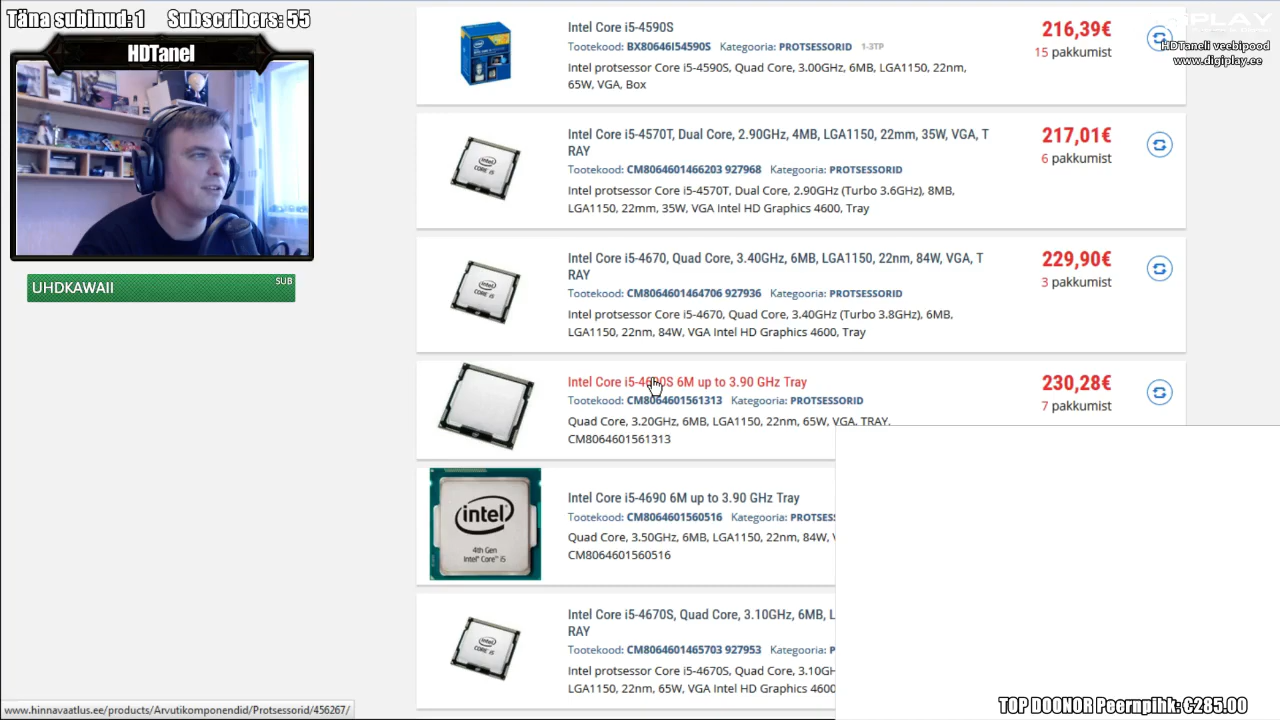 Täna subinud: 1 Subscribers: 55
HDTanel
UHDKAWAII SUB
Intel Core i5-4590S
Tootekood: BX80646I54590S Kategooria: PROTSESSORID 1-3TP
Intel protsessor Core i5-4590S, Quad Core, 3.00GHz, 6MB, LGA1150, 22nm,
65W, VGA, Box
216,39€
15 pakkumist
HDTaneli veebipood
www.digiplay.ee
Intel Core i5-4570T, Dual Core, 2.90GHz, 4MB, LGA1150, 22mm, 35W, VGA, T
RAY
Tootekood: CM8064601466203 927968 Kategooria: PROTSESSORID
Intel protsessor Core i5-4570T, Dual Core, 2.90GHz (Turbo 3.6GHz), 8MB,
LGA1150, 22mm, 35W, VGA Intel HD Graphics 4600, Tray
217,01€
6 pakkumist
Intel Core i5-4670, Quad Core, 3.40GHz, 6MB, LGA1150, 22nm, 84W, VGA, T
RAY
Tootekood: CM8064601464706 927936 Kategooria: PROTSESSORID
Intel protsessor Core i5-4670, Quad Core, 3.40GHz (Turbo 3.8GHz), 6MB,
LGA1150, 22nm, 84W, VGA Intel HD Graphics 4600, Tray
229,90€
3 pakkumist
Intel Core i5-4690S 6M up to 3.90 GHz Tray
Tootekood: CM8064601561313 Kategooria: PROTSESSORID
Quad Core, 3.20GHz, 6MB, LGA1150, 22nm, 65W, VGA, TRAY,
CM8064601561313
230,28€
7 pakkumist
intel
4th Gen
Intel® Core™ i5
Intel Core i5-4690 6M up to 3.90 GHz Tray
Tootekood: CM8064601560516 Kategooria: PROTSES
Quad Core, 3.50GHz, 6MB, LGA1150, 22nm, 84W, V
CM8064601560516
Intel Core i5-4670S, Quad Core, 3.10GHz, 6MB, L
RAY
Tootekood: CM8064601465703 927953 Kategooria: P
Intel protsessor Core i5-4670S, Quad Core, 3.10GH
LGA1150, 22nm, 65W, VGA Intel HD Graphics 4600
www.hinnavaatlus.ee/products/Arvutikomponendid/Protsessorid/456267/
TOP DOONOR Peernpihk: €285.00